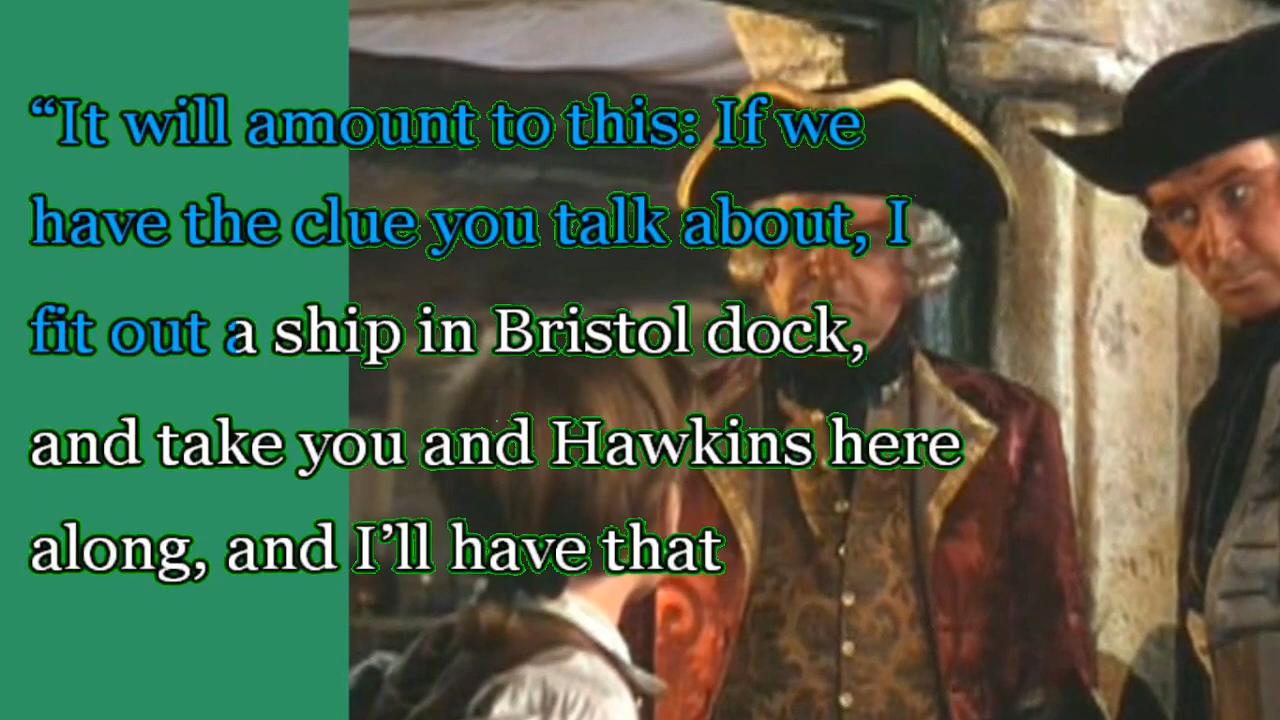 “It will amount to this: If we
have the clue you talk about, I
fit out a ship in Bristol dock,
and take you and Hawkins here
along, and I’ll have that